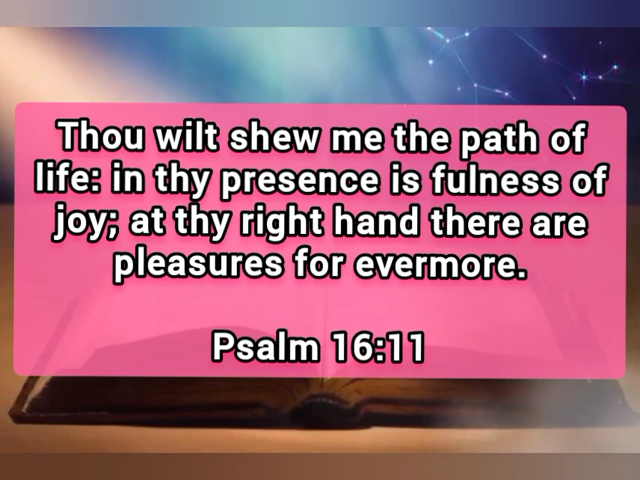 Thou wilt shew me the path of
life: in thy presence is fulness of
joy; at thy right hand there are
pleasures for evermore.
Psalm 16:11